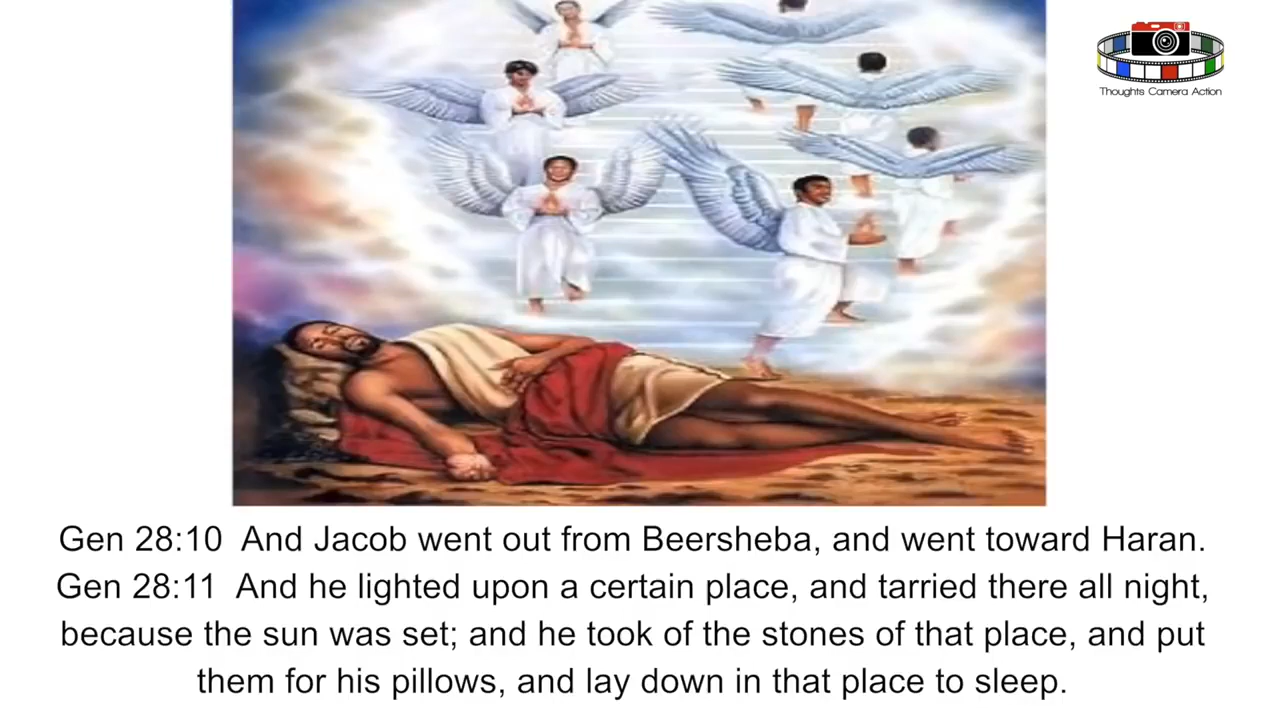 Thoughts Camera Action
Gen 28:10  And Jacob went out from Beersheba, and went toward Haran.
Gen 28:11  And he lighted upon a certain place, and tarried there all night,
because the sun was set; and he took of the stones of that place, and put
them for his pillows, and lay down in that place to sleep.